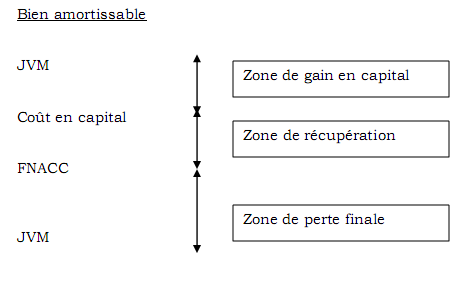 Bien amortissable
JVM
Zone de gain en capital
Coût en capital
Zone de récupération
FNACC
Zone de perte finale
JVM